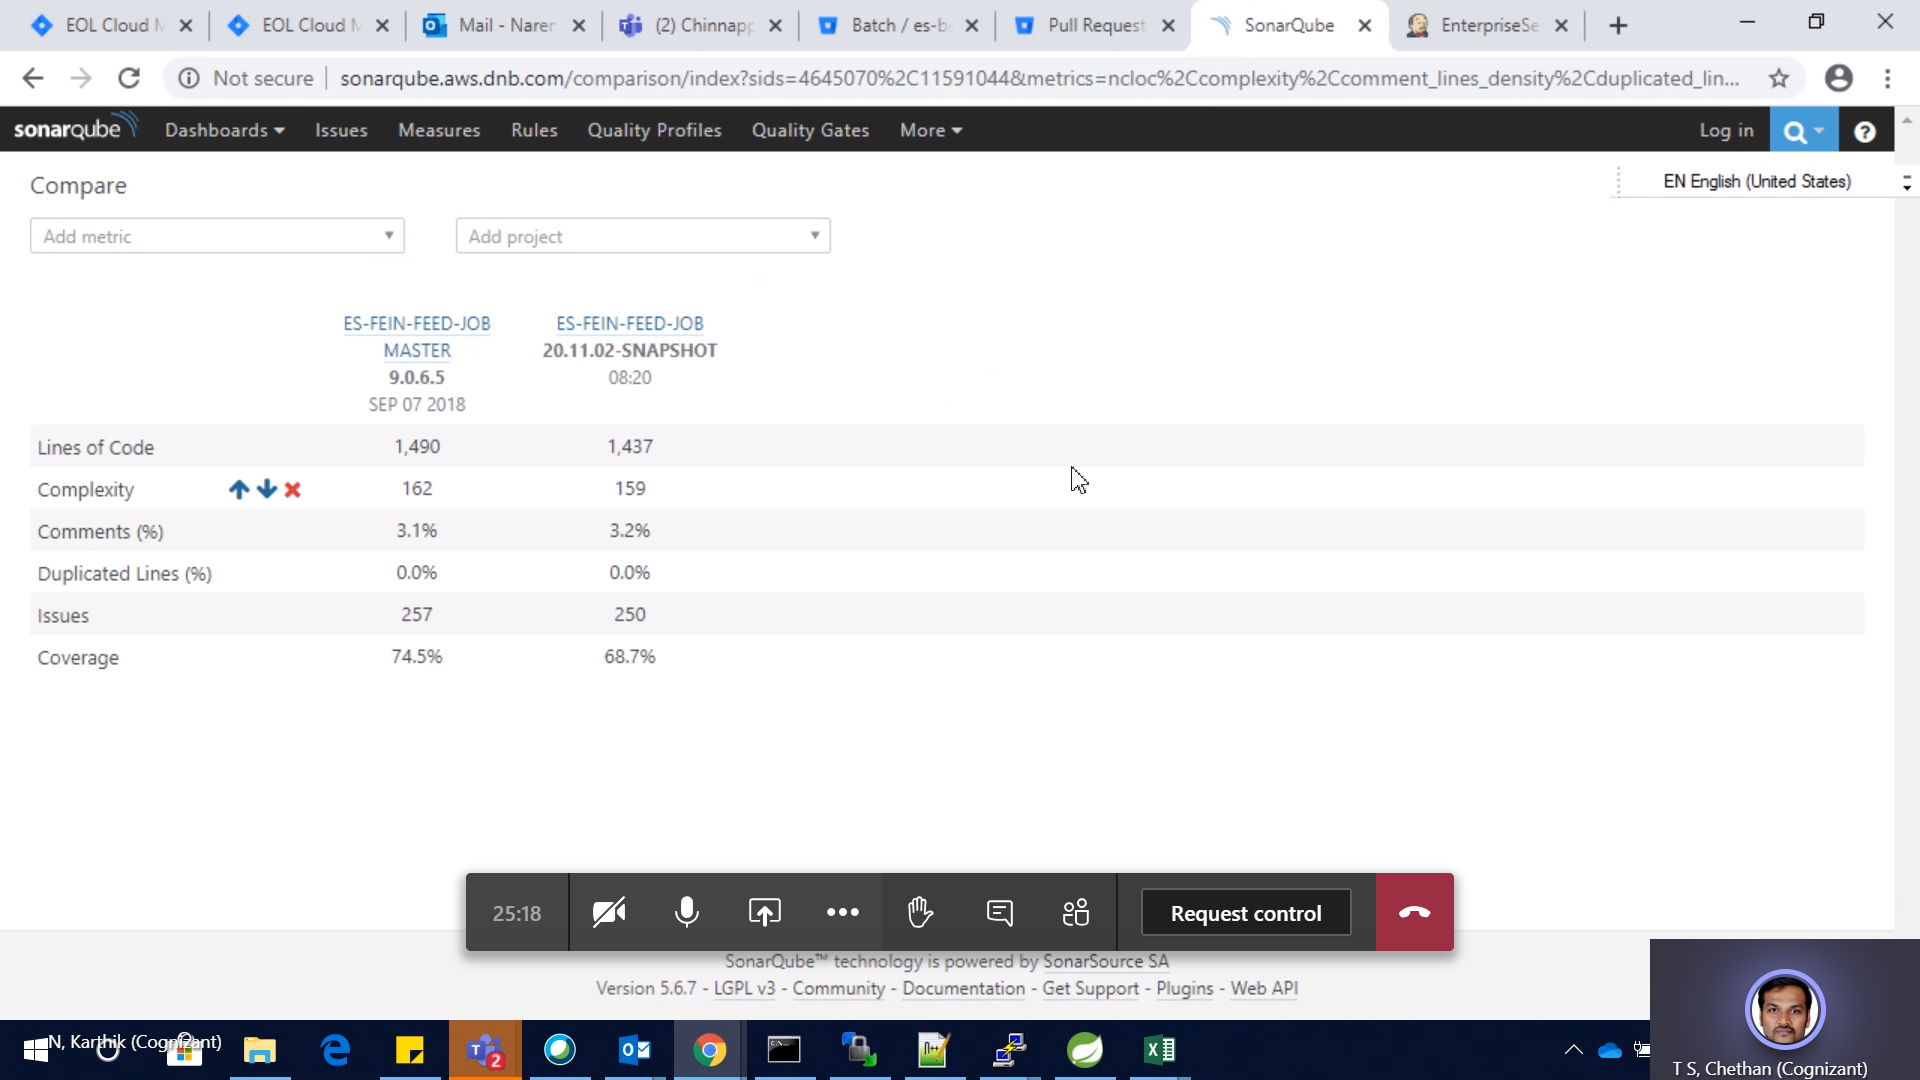 EOL Cloud M
EOL Cloud M
Mail - Naren
(2) Chinnapp
Batch / es-b
Pull Request
SonarQube
EnterpriseSe
Not secure | sonarqube.aws.dnb.com/comparison/index?sids=4645070%2C11591044&metrics=ncloc%2Ccomplexity%2Ccomment_lines_density%2Cduplicated_lin...
sonarqube Dashboards Issues Measures Rules Quality Profiles Quality Gates More Log in
Compare
EN English (United States)
Add metric Add project
ES-FEIN-FEED-JOB ES-FEIN-FEED-JOB
MASTER 20.11.02-SNAPSHOT
9.0.6.5 08:20
SEP 07 2018
Lines of Code 1,490 1,437
Complexity 162 159
Comments (%) 3.1% 3.2%
Duplicated Lines (%) 0.0% 0.0%
Issues 257 250
Coverage 74.5% 68.7%
25:18 Request control
SonarQube™ technology is powered by SonarSource SA
Version 5.6.7 - LGPL v3 - Community - Documentation - Get Support - Plugins - Web API
N, Karthik (Cognizant)
2
T S, Chethan (Cognizant)